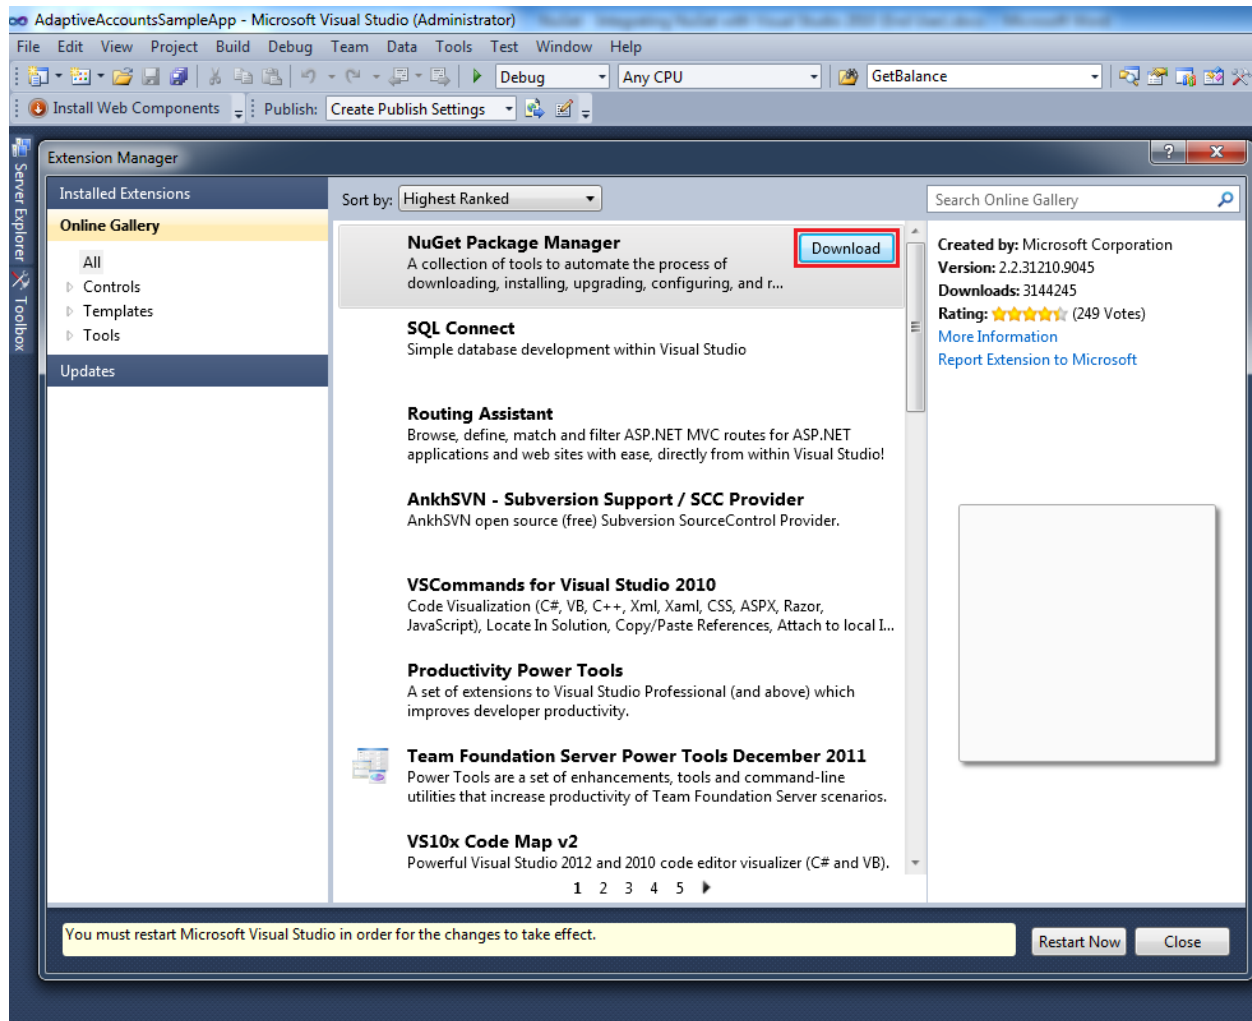 AdaptiveAccountsSampleApp - Microsoft Visual Studio (Administrator)
File Edit View Project Build Debug Team Data Tools Test Window Help
Debug Any CPU GetBalance
Install Web Components Publish: Create Publish Settings
Server Explorer
Toolbox
Extension Manager
Installed Extensions
Online Gallery
All
Controls
Templates
Tools
Updates
Sort by: Highest Ranked
NuGet Package Manager
A collection of tools to automate the process of
downloading, installing, upgrading, configuring, and r...
Download
SQL Connect
Simple database development within Visual Studio
Routing Assistant
Browse, define, match and filter ASP.NET MVC routes for ASP.NET
applications and web sites with ease, directly from within Visual Studio!
AnkhSVN - Subversion Support / SCC Provider
AnkhSVN open source (free) Subversion SourceControl Provider.
VSCommands for Visual Studio 2010
Code Visualization (C#, VB, C++, Xml, Xaml, CSS, ASPX, Razor,
JavaScript), Locate In Solution, Copy/Paste References, Attach to local I...
Productivity Power Tools
A set of extensions to Visual Studio Professional (and above) which
improves developer productivity.
Team Foundation Server Power Tools December 2011
Power Tools are a set of enhancements, tools and command-line
utilities that increase productivity of Team Foundation Server scenarios.
VS10x Code Map v2
Powerful Visual Studio 2012 and 2010 code editor visualizer (C# and VB).
1 2 3 4 5
Search Online Gallery
Created by: Microsoft Corporation
Version: 2.2.31210.9045
Downloads: 3144245
Rating: (249 Votes)
More Information
Report Extension to Microsoft
You must restart Microsoft Visual Studio in order for the changes to take effect.
Restart Now Close